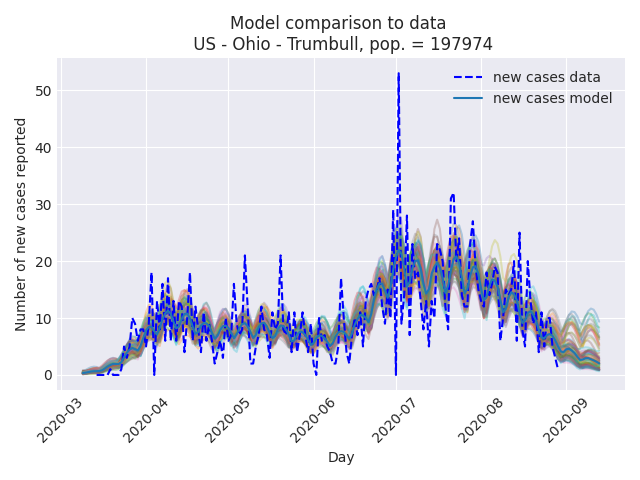 Model comparison to data
US - Ohio - Trumbull, pop. = 197974
new cases data
new cases model
Number of new cases reported
50
40
30
20
10
0
2020-03
2020-04
2020-05
2020-06
2020-07
2020-08
2020-09
Day